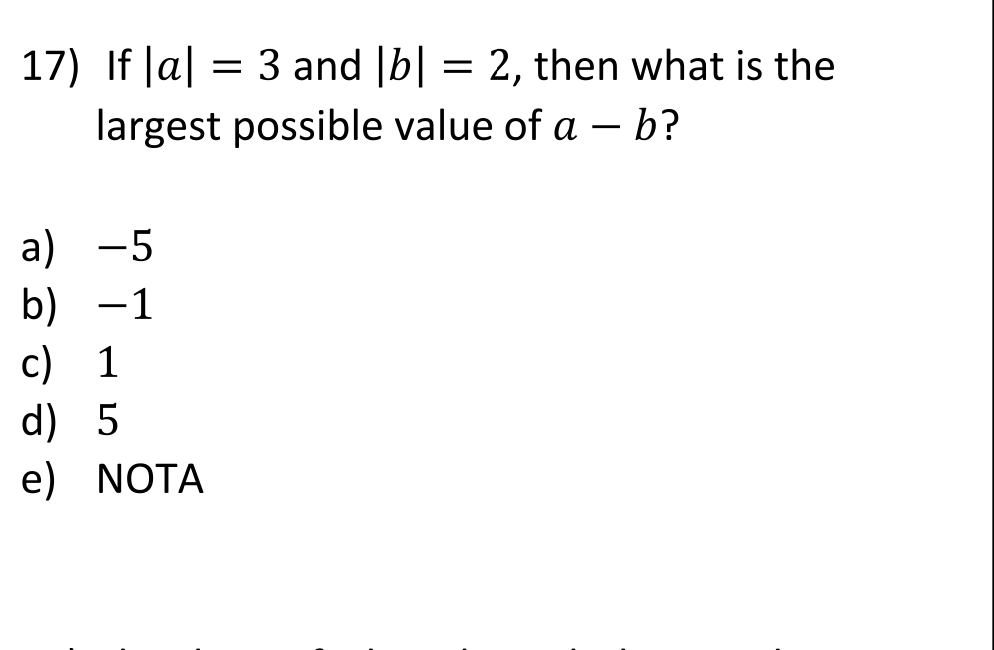 17) If |a| = 3 and |b| = 2, then what is the
largest possible value of a − b?
a) −5
b) −1
c) 1
d) 5
e) NOTA